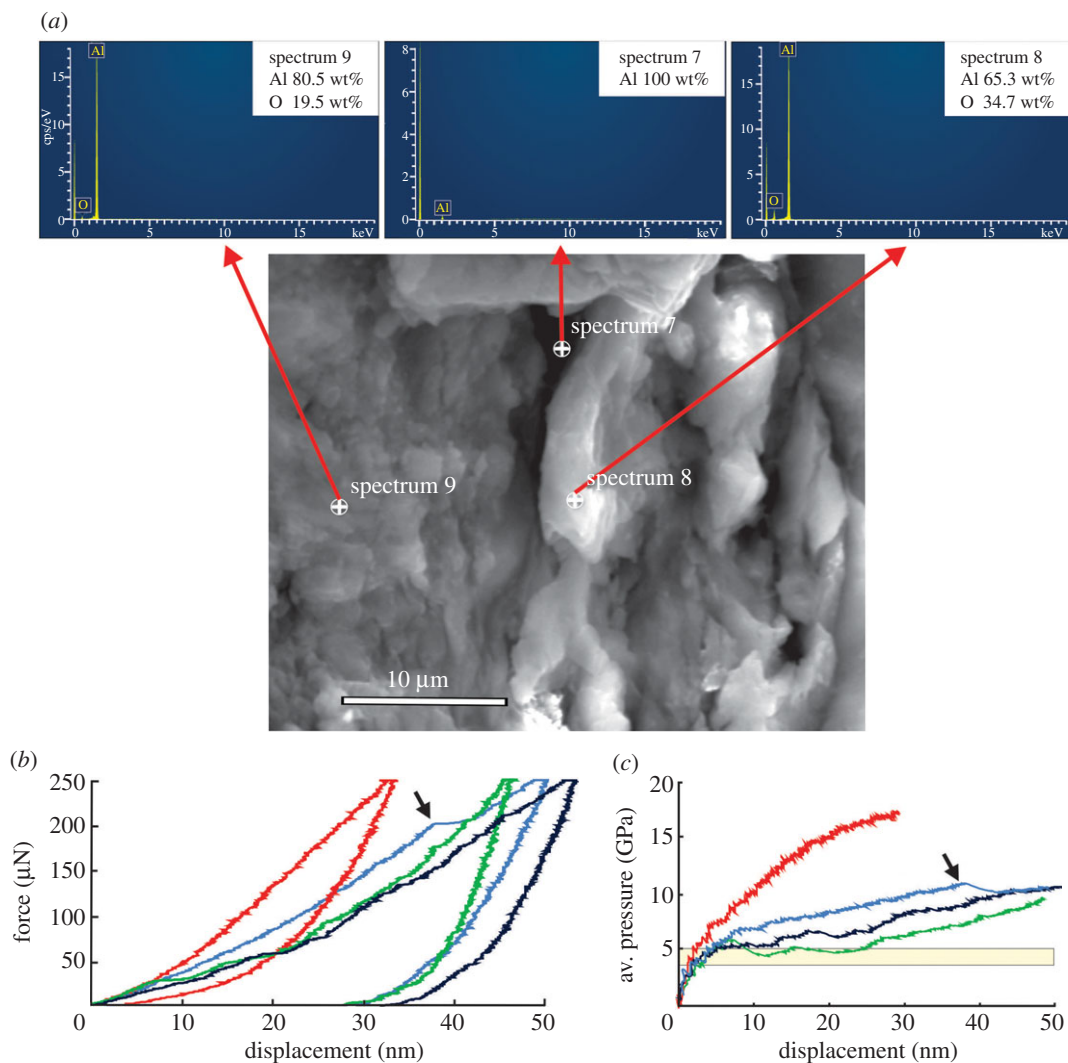 (a)
spectrum 9
Al 80.5 wt%
O 19.5 wt%
Al
O
cps/eV
15
10
5
0
0 5 10 15 keV
spectrum 7
Al 100 wt%
Al
8
6
4
2
0
0 5 10 15 keV
spectrum 8
Al 65.3 wt%
O 34.7 wt%
Al
O
15
10
5
0
0 5 10 15 keV
spectrum 7
spectrum 9
spectrum 8
10 μm
(b)
250
200
150
100
50
0 10 20 30 40 50
force (μN)
displacement (nm)
(c)
20
15
10
5
0 10 20 30 40 50
av. pressure (GPa)
displacement (nm)